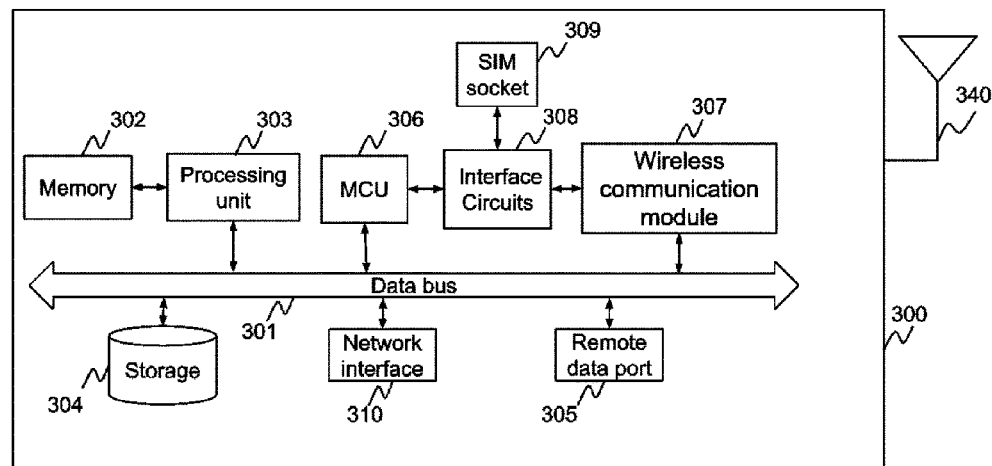 309
SIM
socket
340
302
303
306
308
307
Memory
Processing
unit
MCU
Interface
Circuits
Wireless
communication
module
Data bus
301
300
Storage
304
Network
interface
310
Remote
data port
305